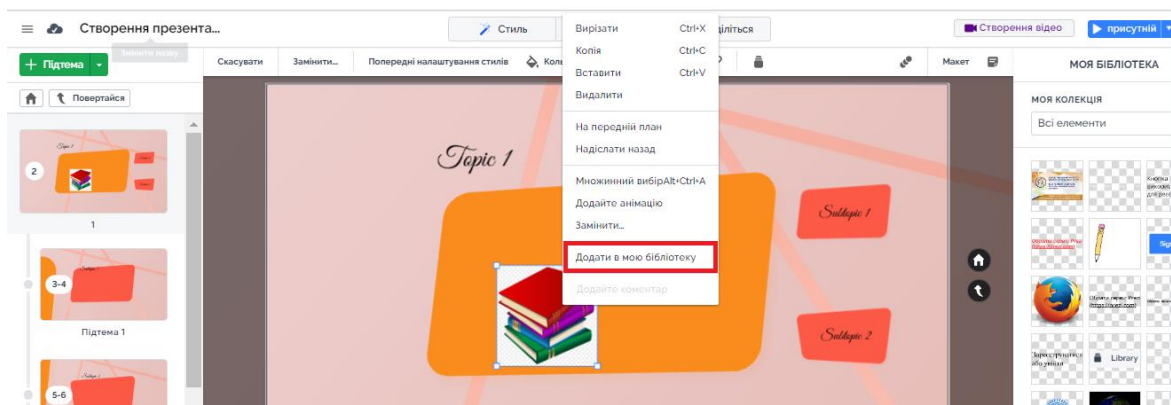 Створення презента...
Стиль
діліться
Створення відео
присутній
Змінити назву
Підтема
Скасувати
Замінити...
Попередні налаштування стилів
Кол
Макет
МОЯ БІБЛІОТЕКА
Повертайся
МОЯ КОЛЕКЦІЯ
Всі елементи
2
1
3-4
Підтема 1
5-6
Topic 1
Subtopic 1
Subtopic 2
Вирізати Ctrl+X
Копія Ctrl+C
Вставити Ctrl+V
Видалити
На передній план
Надіслати назад
Множинний вибірAlt+Ctrl+A
Додайте анімацію
Замінити...
Додати в мою бібліотеку
Додайте коментар
Library